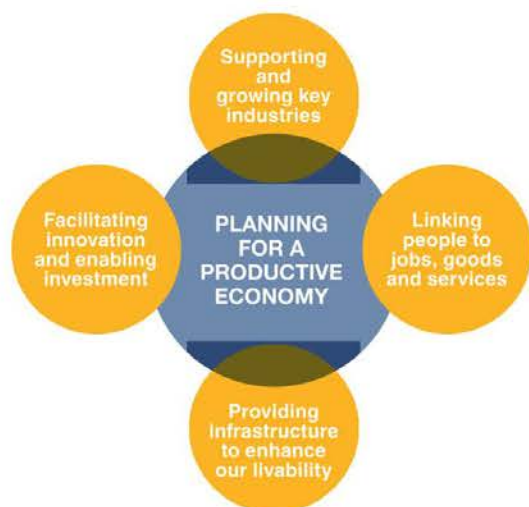 Supporting
and
growing key
industries
Facilitating
innovation
and enabling
investment
PLANNING
FOR A
PRODUCTIVE
ECONOMY
Linking
people to
jobs, goods
and services
Providing
infrastructure
to enhance
our livability